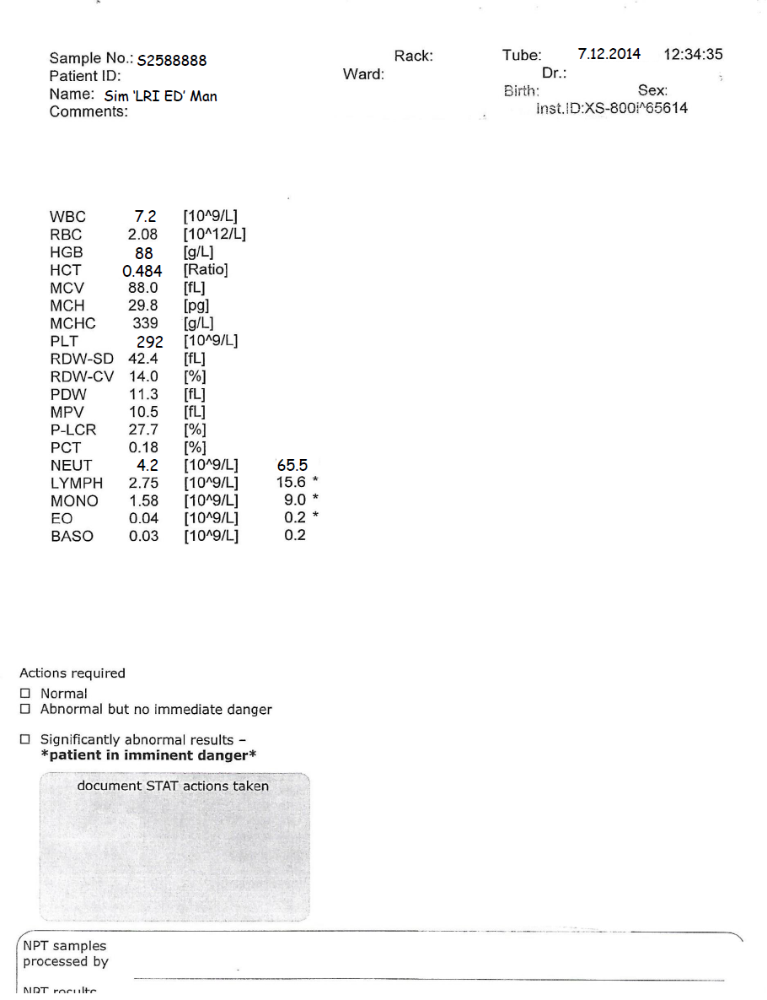 Sample No.: S2588888 Rack: Tube: 7.12.2014 12:34:35
Patient ID: Ward: Dr.:
Name: Sim 'LRI ED' Man Birth: Sex:
Comments: Inst.ID:XS-800i^65614
WBC 7.2 [10^9/L]
RBC 2.08 [10^12/L]
HGB 88 [g/L]
HCT 0.484 [Ratio]
MCV 88.0 [fL]
MCH 29.8 [pg]
MCHC 339 [g/L]
PLT 292 [10^9/L]
RDW-SD 42.4 [fL]
RDW-CV 14.0 [%]
PDW 11.3 [fL]
MPV 10.5 [fL]
P-LCR 27.7 [%]
PCT 0.18 [%]
NEUT 4.2 [10^9/L] 65.5
LYMPH 2.75 [10^9/L] 15.6 *
MONO 1.58 [10^9/L] 9.0 *
EO 0.04 [10^9/L] 0.2 *
BASO 0.03 [10^9/L] 0.2
Actions required
☐ Normal
☐ Abnormal but no immediate danger
☐ Significantly abnormal results –
*patient in imminent danger*
document STAT actions taken
NPT samples
processed by
NPT results